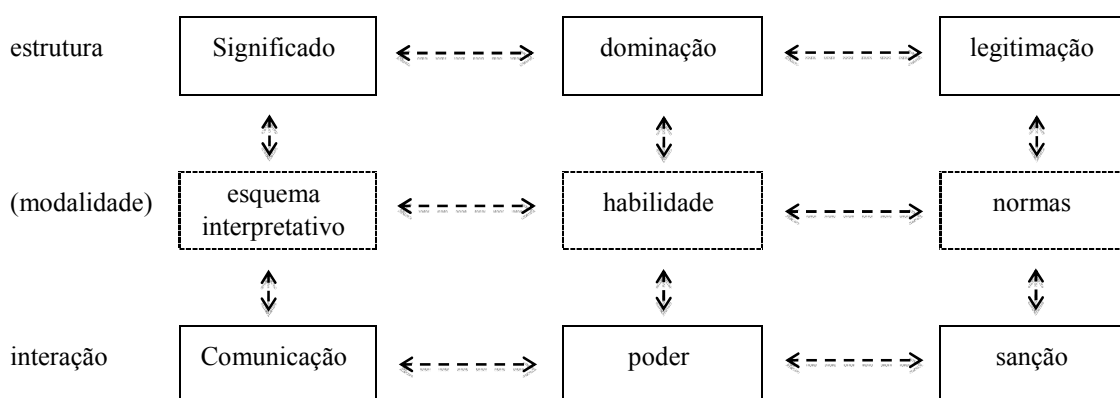 estrutura
Significado
dominação
legitimação
(modalidade)
esquema
interpretativo
habilidade
normas
interação
Comunicação
poder
sanção